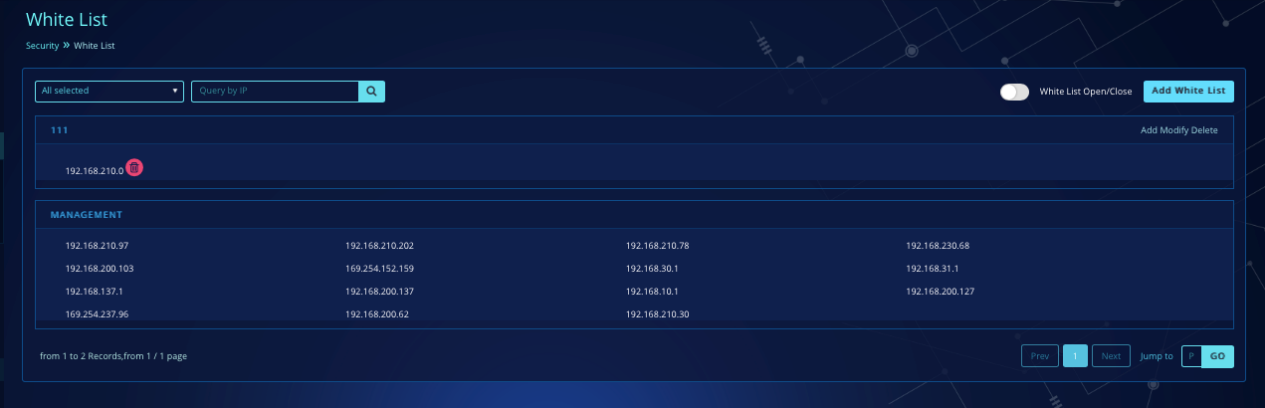 White List
Security » White List
All selected ▾ Query by IP White List Open/Close Add White List
111 Add Modify Delete
192.168.210.0
MANAGEMENT
192.168.210.97 192.168.210.202 192.168.210.78 192.168.230.68
192.168.200.103 169.254.152.159 192.168.30.1 192.168.31.1
192.168.137.1 192.168.200.137 192.168.10.1 192.168.200.127
169.254.237.96 192.168.200.62 192.168.210.30
from 1 to 2 Records,from 1 / 1 page Prev 1 Next Jump to P GO